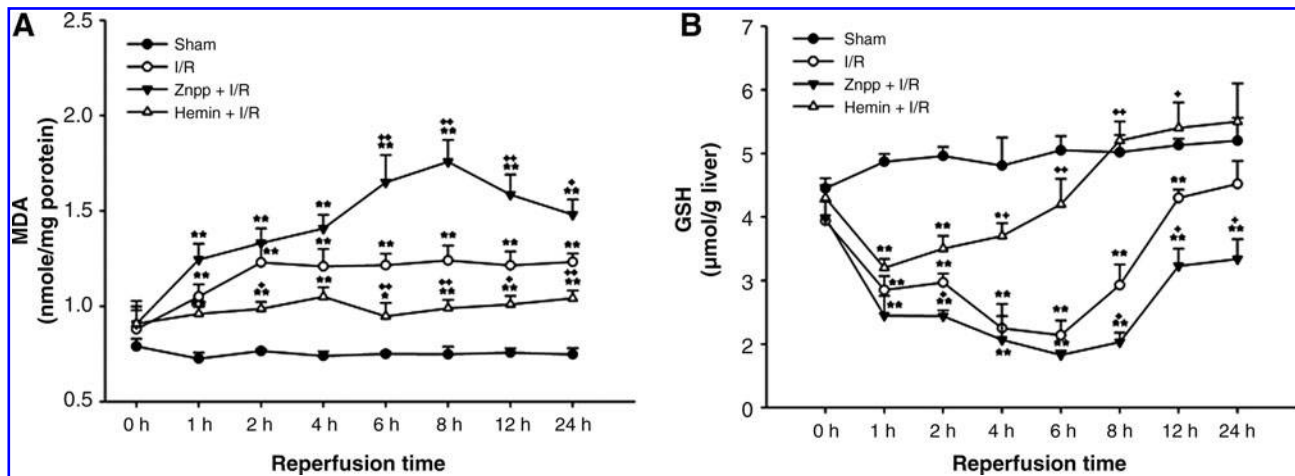 A
2.5
2.0
1.5
1.0
0.5
MDA
(nmole/mg porotein)
Sham
I/R
Znpp + I/R
Hemin + I/R
** ** ** ‡‡ ** ‡‡ ** ‡‡ ** ‡ **
** ** ** ** ** ** **
** ‡ ** ** ‡‡ * ‡‡ ** ‡ ** ‡‡ **
0 h 1 h 2 h 4 h 6 h 8 h 12 h 24 h
Reperfusion time
B
7
6
5
4
3
2
0
GSH
(μmol/g liver)
Sham
I/R
Znpp + I/R
Hemin + I/R
** ** *‡ ‡‡ ‡‡ ‡
** ** ** ** ** **
** ‡ ** ** ** ‡ ** ‡ ** ‡ **
0 h 1 h 2 h 4 h 6 h 8 h 12 h 24 h
Reperfusion time